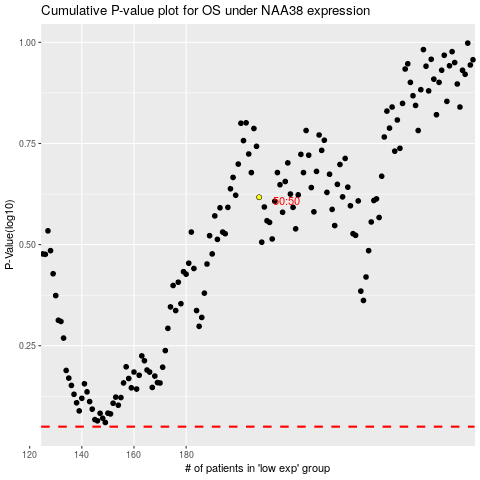 Cumulative P-value plot for OS under NAA38 expression
P-Value(log10)
1.00
0.75
0.50
0.25
50:50
120 140 160 180
# of patients in 'low exp' group